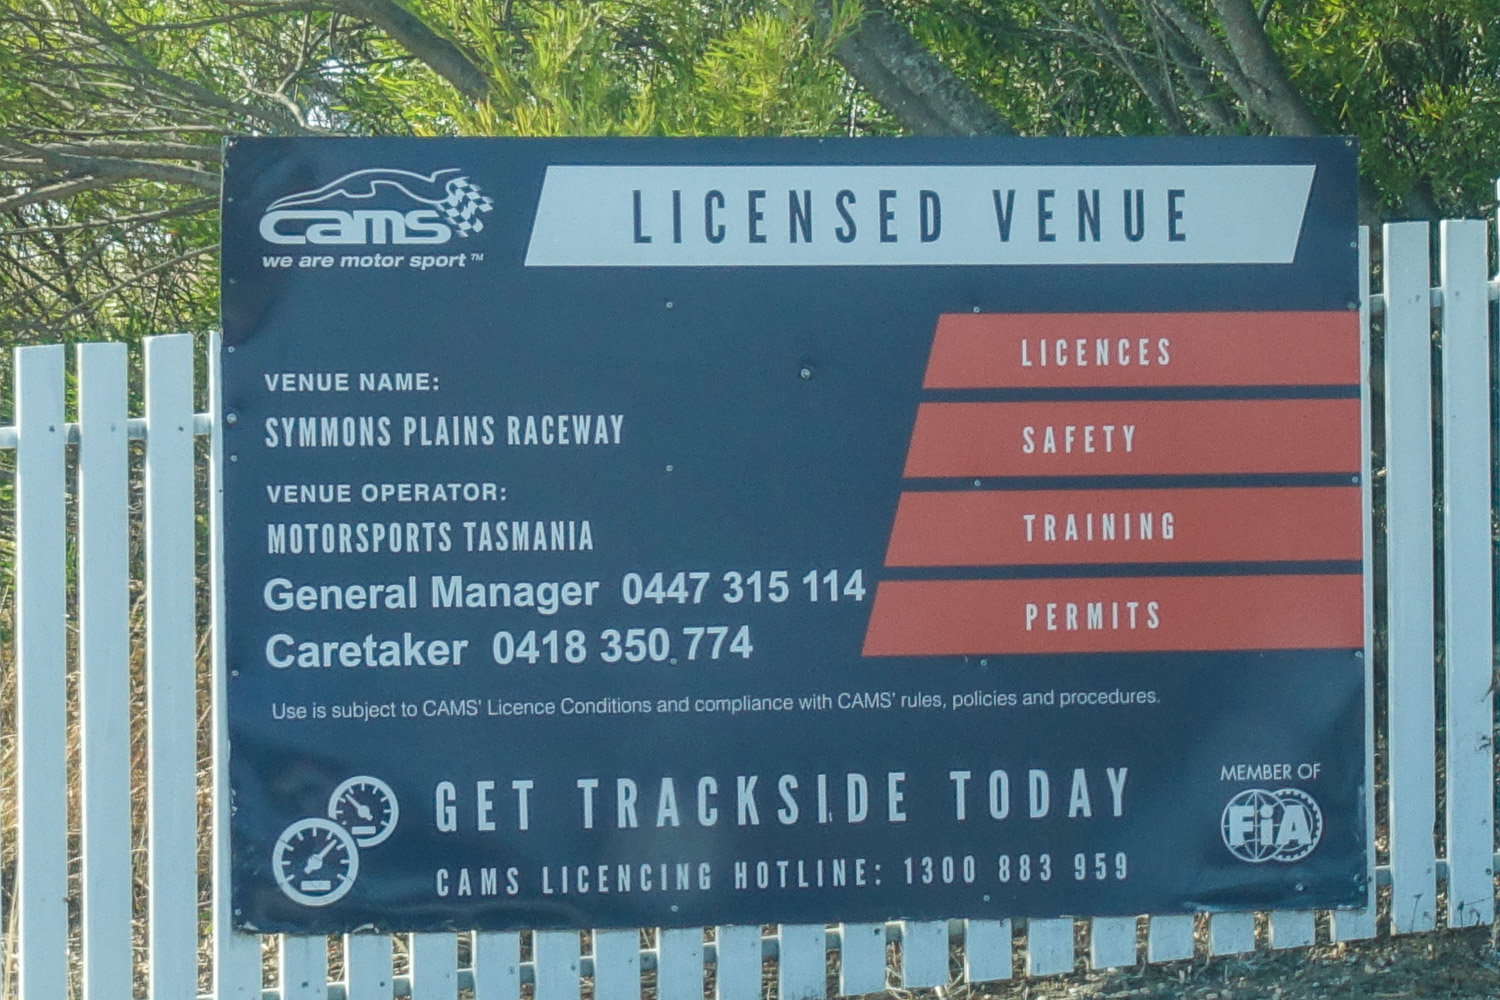 cams
we are motor sport™
LICENSED VENUE
VENUE NAME:
SYMMONS PLAINS RACEWAY
VENUE OPERATOR:
MOTORSPORTS TASMANIA
General Manager 0447 315 114
Caretaker 0418 350 774
LICENCES
SAFETY
TRAINING
PERMITS
Use is subject to CAMS' Licence Conditions and compliance with CAMS' rules, policies and procedures.
GET TRACKSIDE TODAY
CAMS LICENCING HOTLINE: 1300 883 959
MEMBER OF
FiA